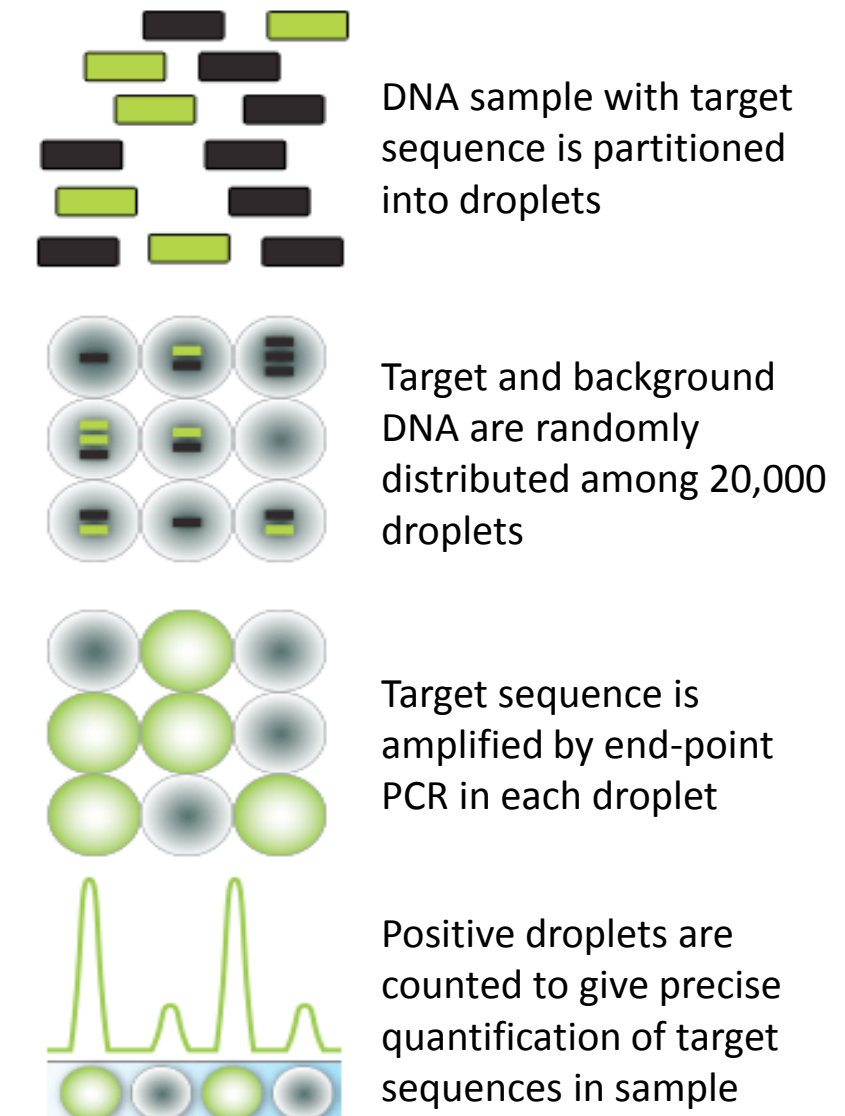 DNA sample with target
sequence is partitioned
into droplets
Target and background
DNA are randomly
distributed among 20,000
droplets
Target sequence is
amplified by end-point
PCR in each droplet
Positive droplets are
counted to give precise
quantification of target
sequences in sample